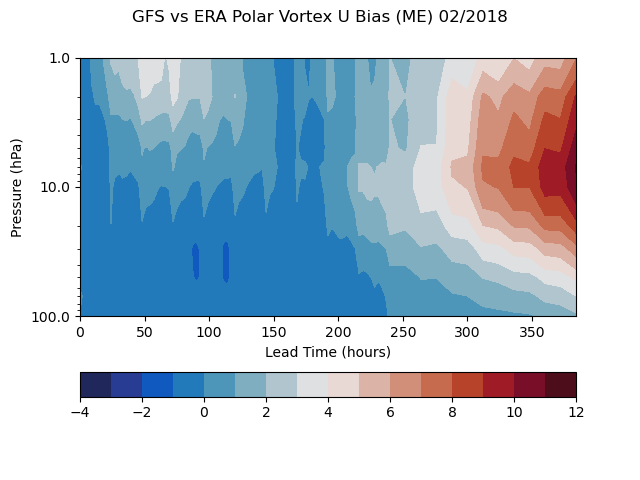 GFS vs ERA Polar Vortex U Bias (ME) 02/2018
1.0
10.0
100.0
Pressure (hPa)
0 50 100 150 200 250 300 350
Lead Time (hours)
−4 −2 0 2 4 6 8 10 12